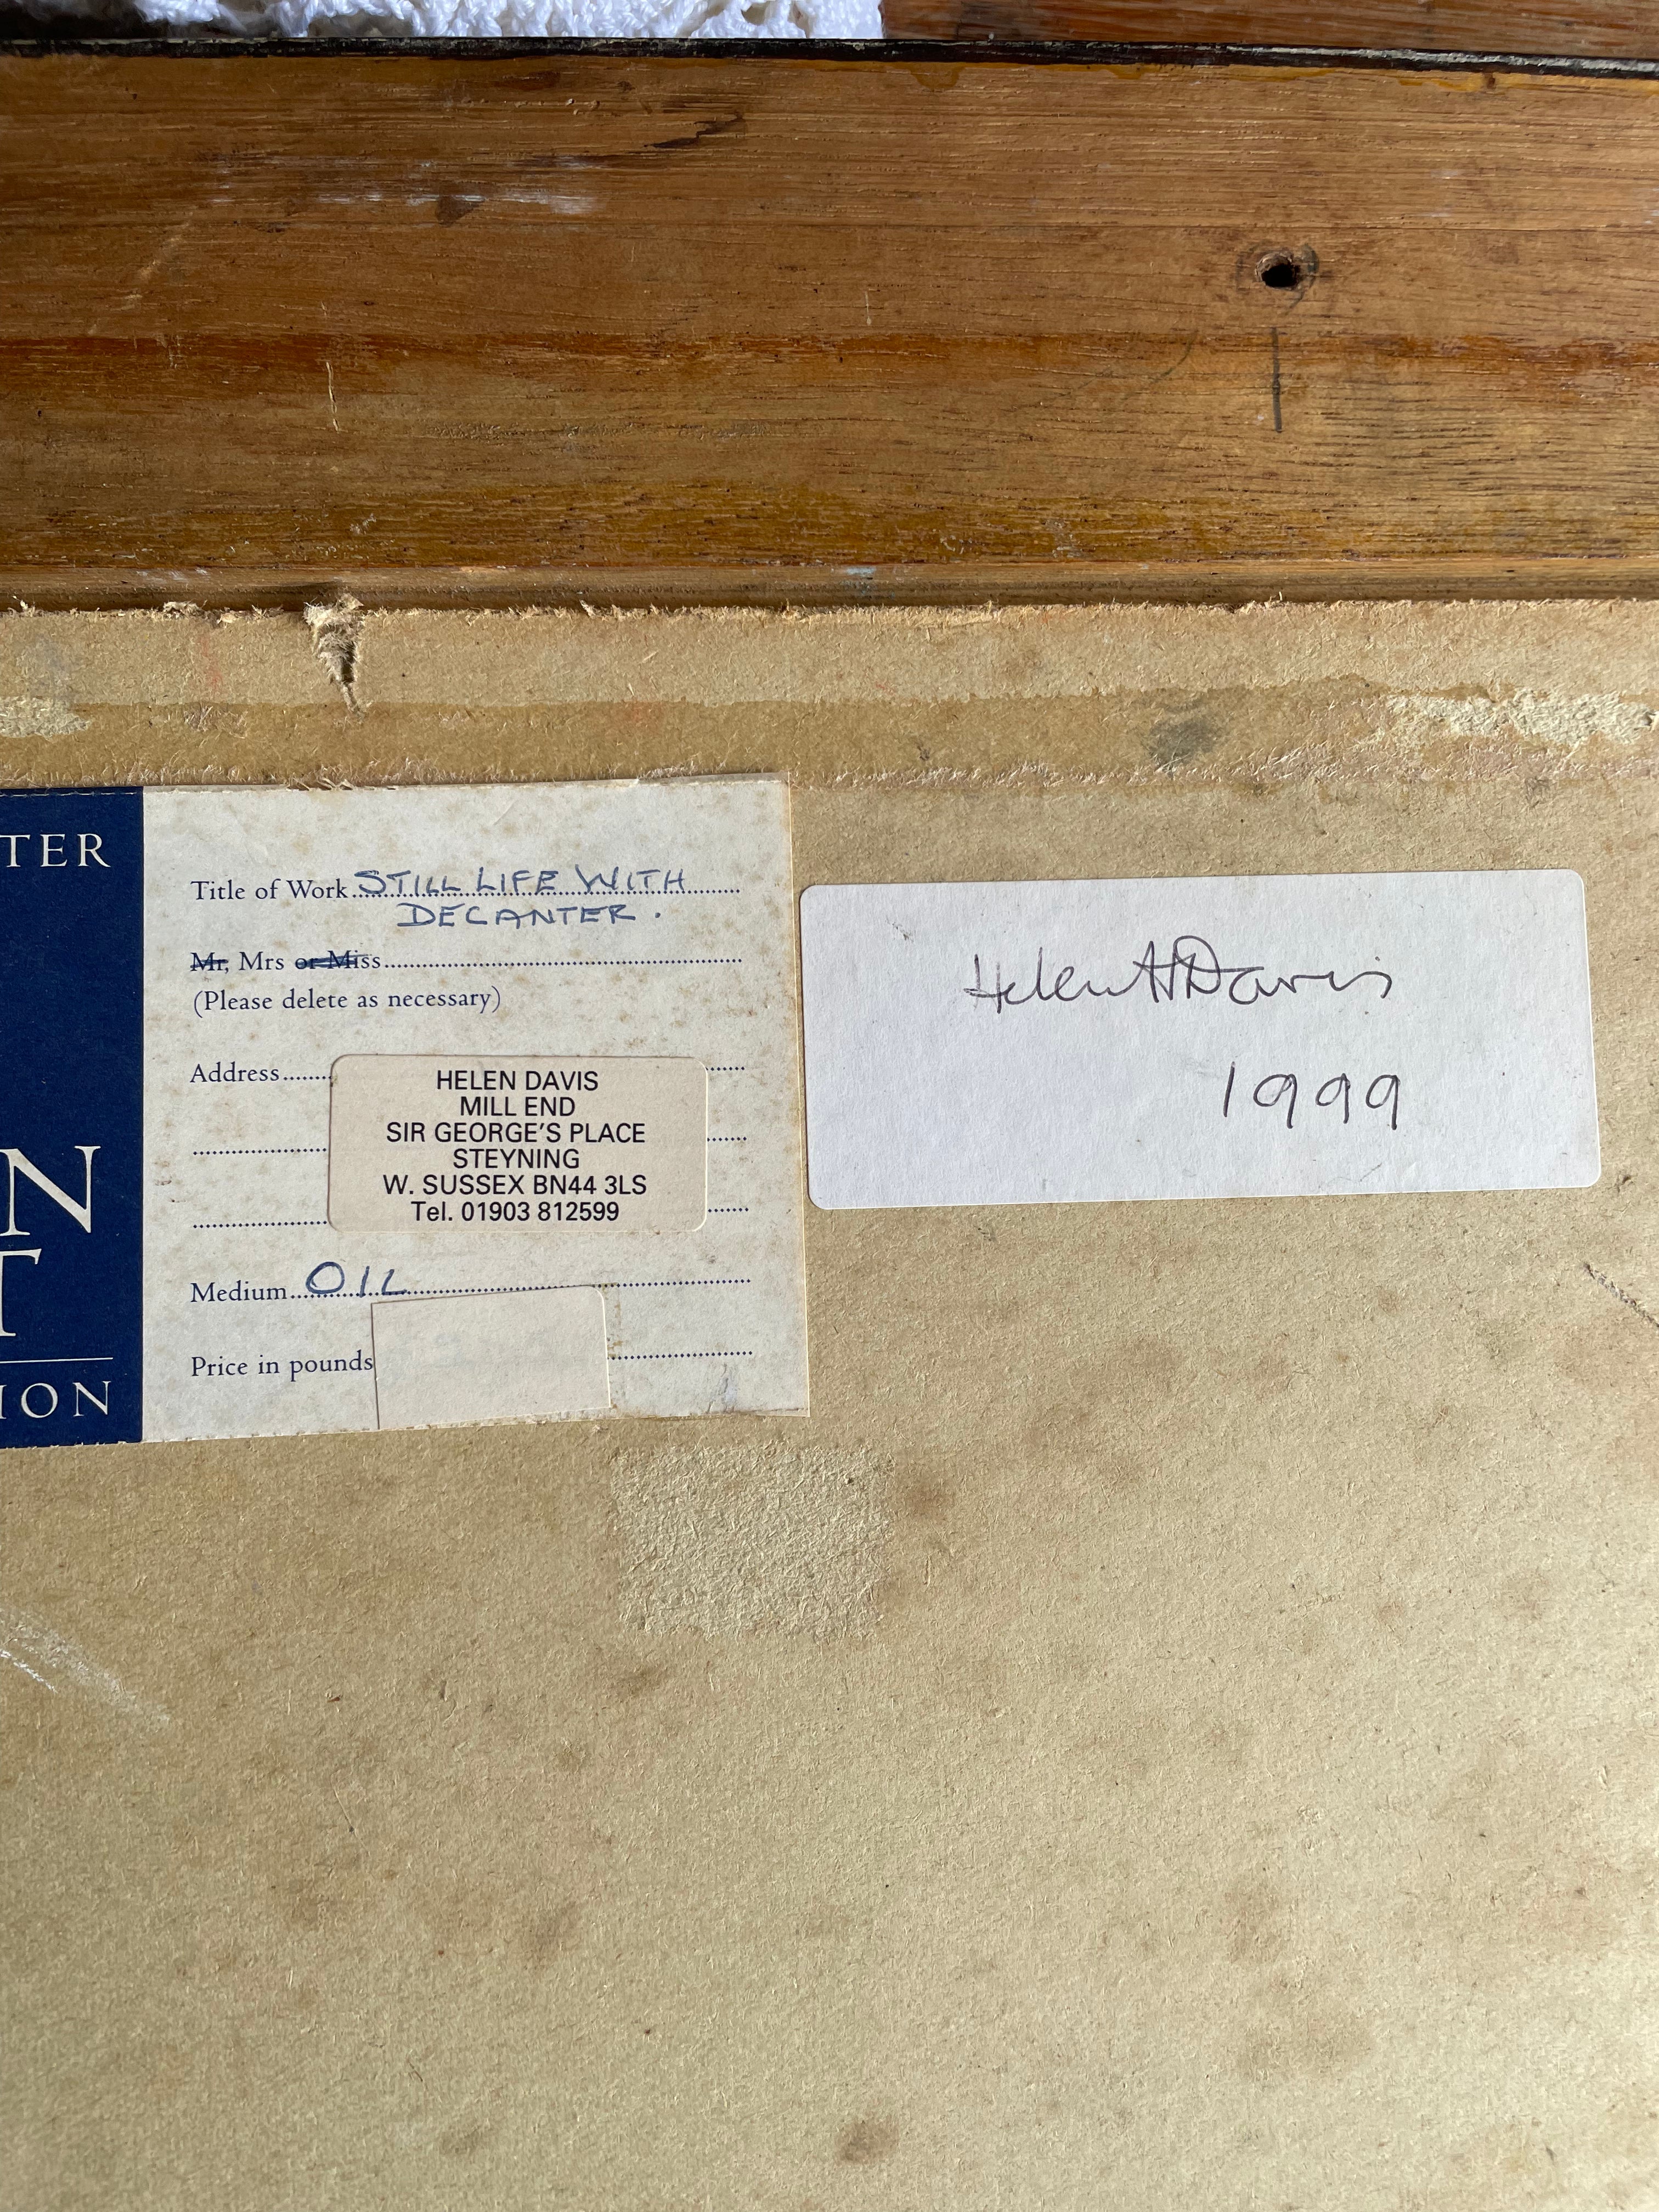 TER
N
T
ION
Title of Work STILL LIFE WITH
DECANTER.
Mr, Mrs or Miss
(Please delete as necessary)
Address
HELEN DAVIS
MILL END
SIR GEORGE'S PLACE
STEYNING
W. SUSSEX BN44 3LS
Tel. 01903 812599
Medium OIL
Price in pounds
Helen H Davis
1999